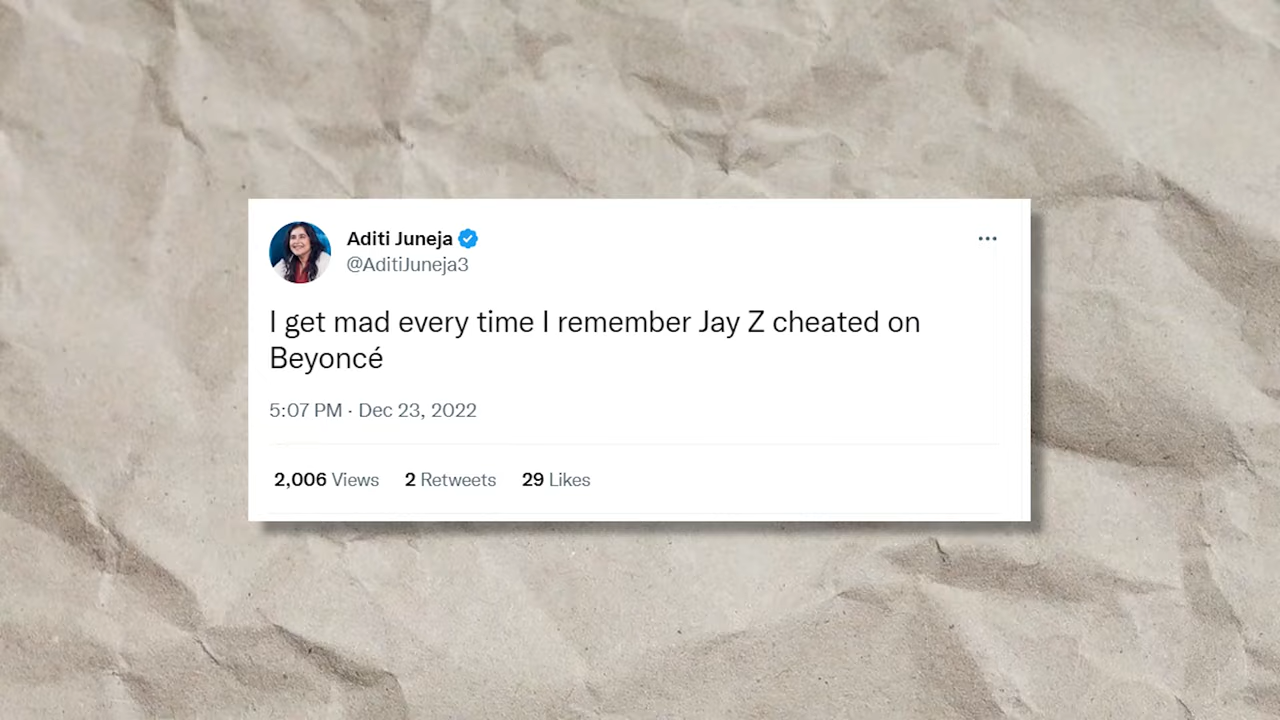 Aditi Juneja
@AditiJuneja3
I get mad every time I remember Jay Z cheated on
Beyoncé
5:07 PM · Dec 23, 2022
2,006 Views 2 Retweets 29 Likes